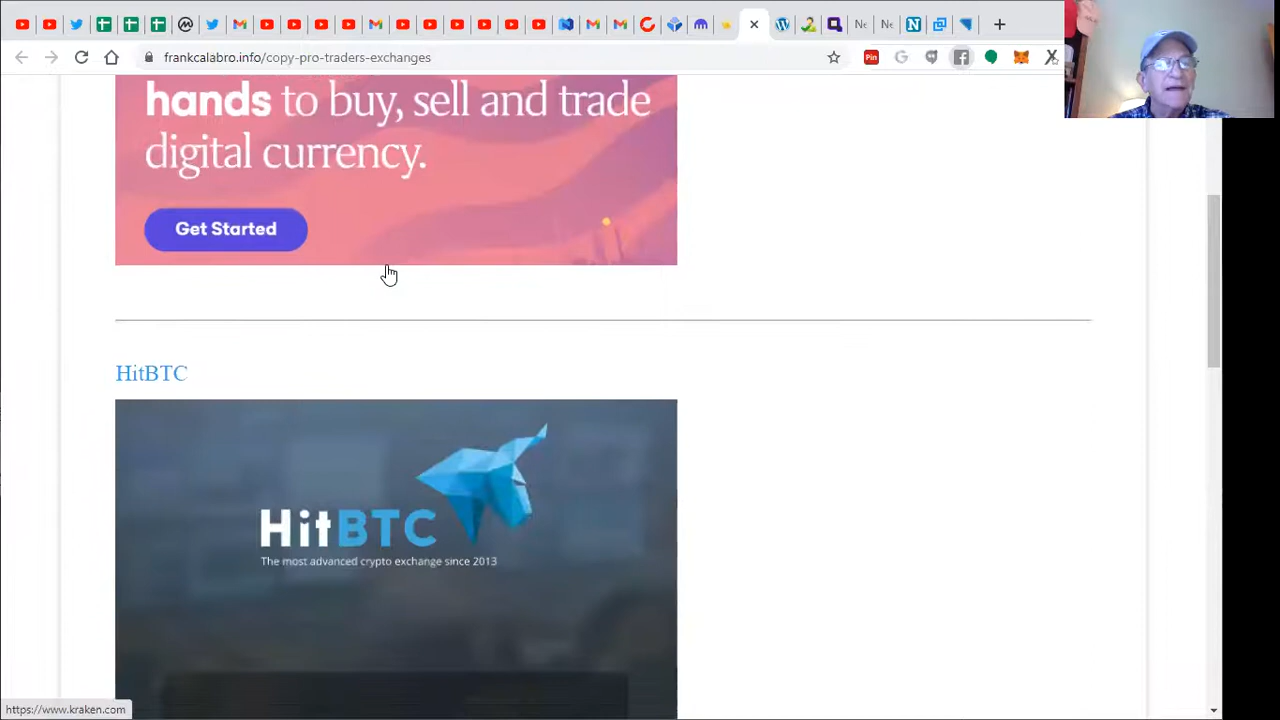 frankcalabro.info/copy-pro-traders-exchanges
hands to buy, sell and trade
digital currency.
Get Started
HitBTC
HitBTC
The most advanced crypto exchange since 2013
https://www.kraken.com